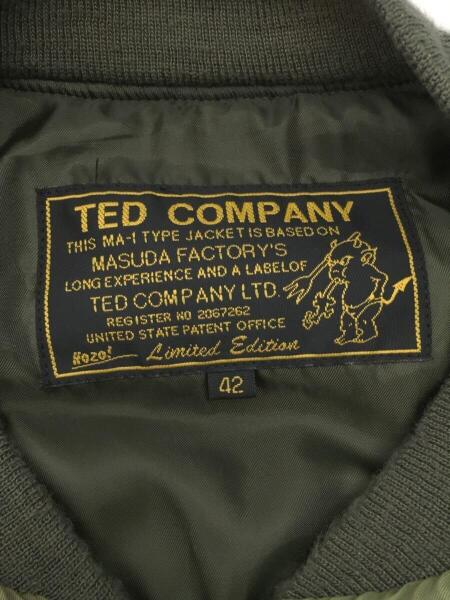 TED COMPANY
THIS MA-1 TYPE JACKET IS BASED ON
MASUDA FACTORY'S
LONG EXPERIENCE AND A LABELOF
TED COMPANY LTD.
REGISTER NO 2067262
UNITED STATE PATENT OFFICE
Hozo! Limited Edition
42